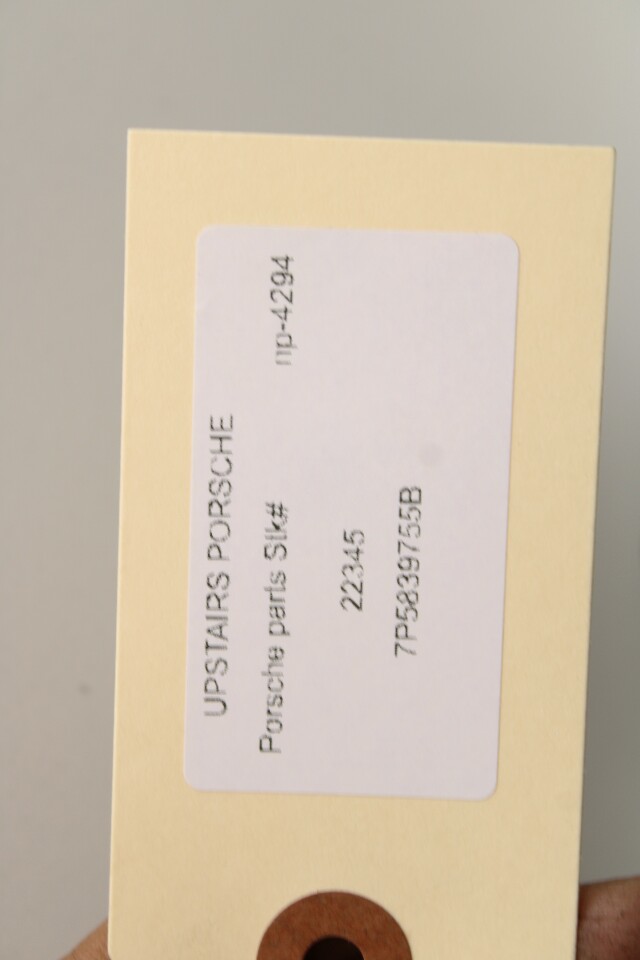 UPSTAIRS PORSCHE
Porsche parts Stk# np-4294
22345
7P5839755B